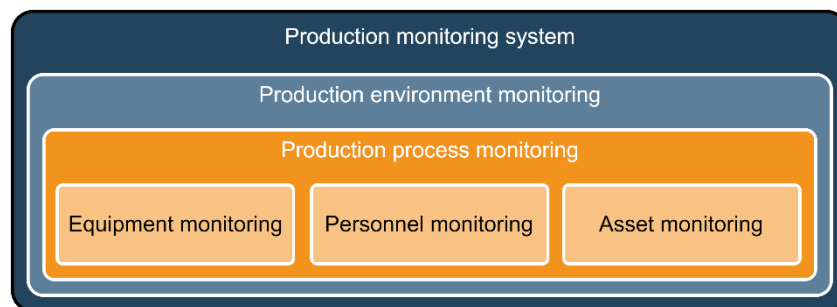 Production monitoring system
Production environment monitoring
Production process monitoring
Equipment monitoring
Personnel monitoring
Asset monitoring